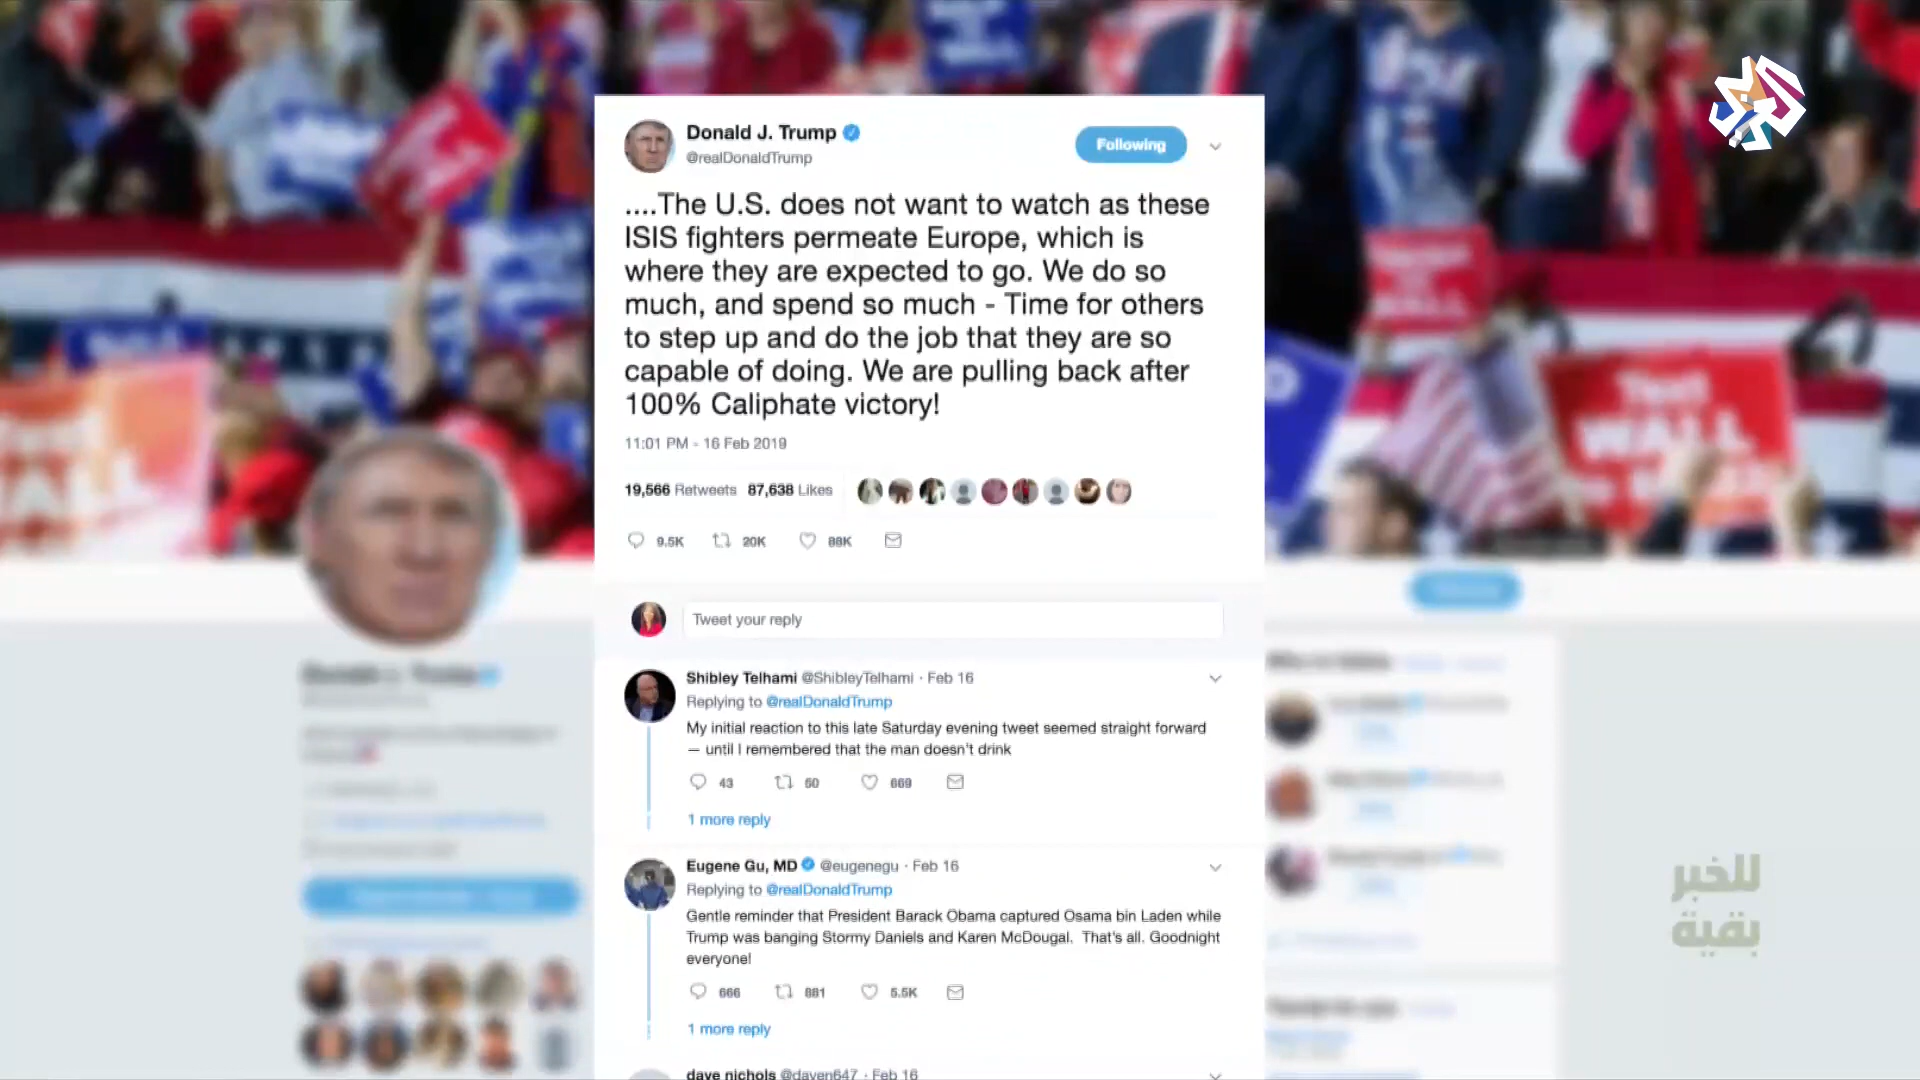 Donald J. Trump
@realDonaldTrump
Following
....The U.S. does not want to watch as these
ISIS fighters permeate Europe, which is
where they are expected to go. We do so
much, and spend so much - Time for others
to step up and do the job that they are so
capable of doing. We are pulling back after
100% Caliphate victory!
11:01 PM - 16 Feb 2019
19,566 Retweets 87,638 Likes
9.5K 20K 88K
Tweet your reply
Shibley Telhami @ShibleyTelhami · Feb 16
Replying to @realDonaldTrump
My initial reaction to this late Saturday evening tweet seemed straight forward
— until I remembered that the man doesn't drink
43 60 669
1 more reply
Eugene Gu, MD @eugenegu · Feb 16
Replying to @realDonaldTrump
Gentle reminder that President Barack Obama captured Osama bin Laden while
Trump was banging Stormy Daniels and Karen McDougal. That's all. Goodnight
everyone!
666 881 5.5K
1 more reply
dave nichols @daven647 · Feb 16
Text
WALL
للخبر
بقية